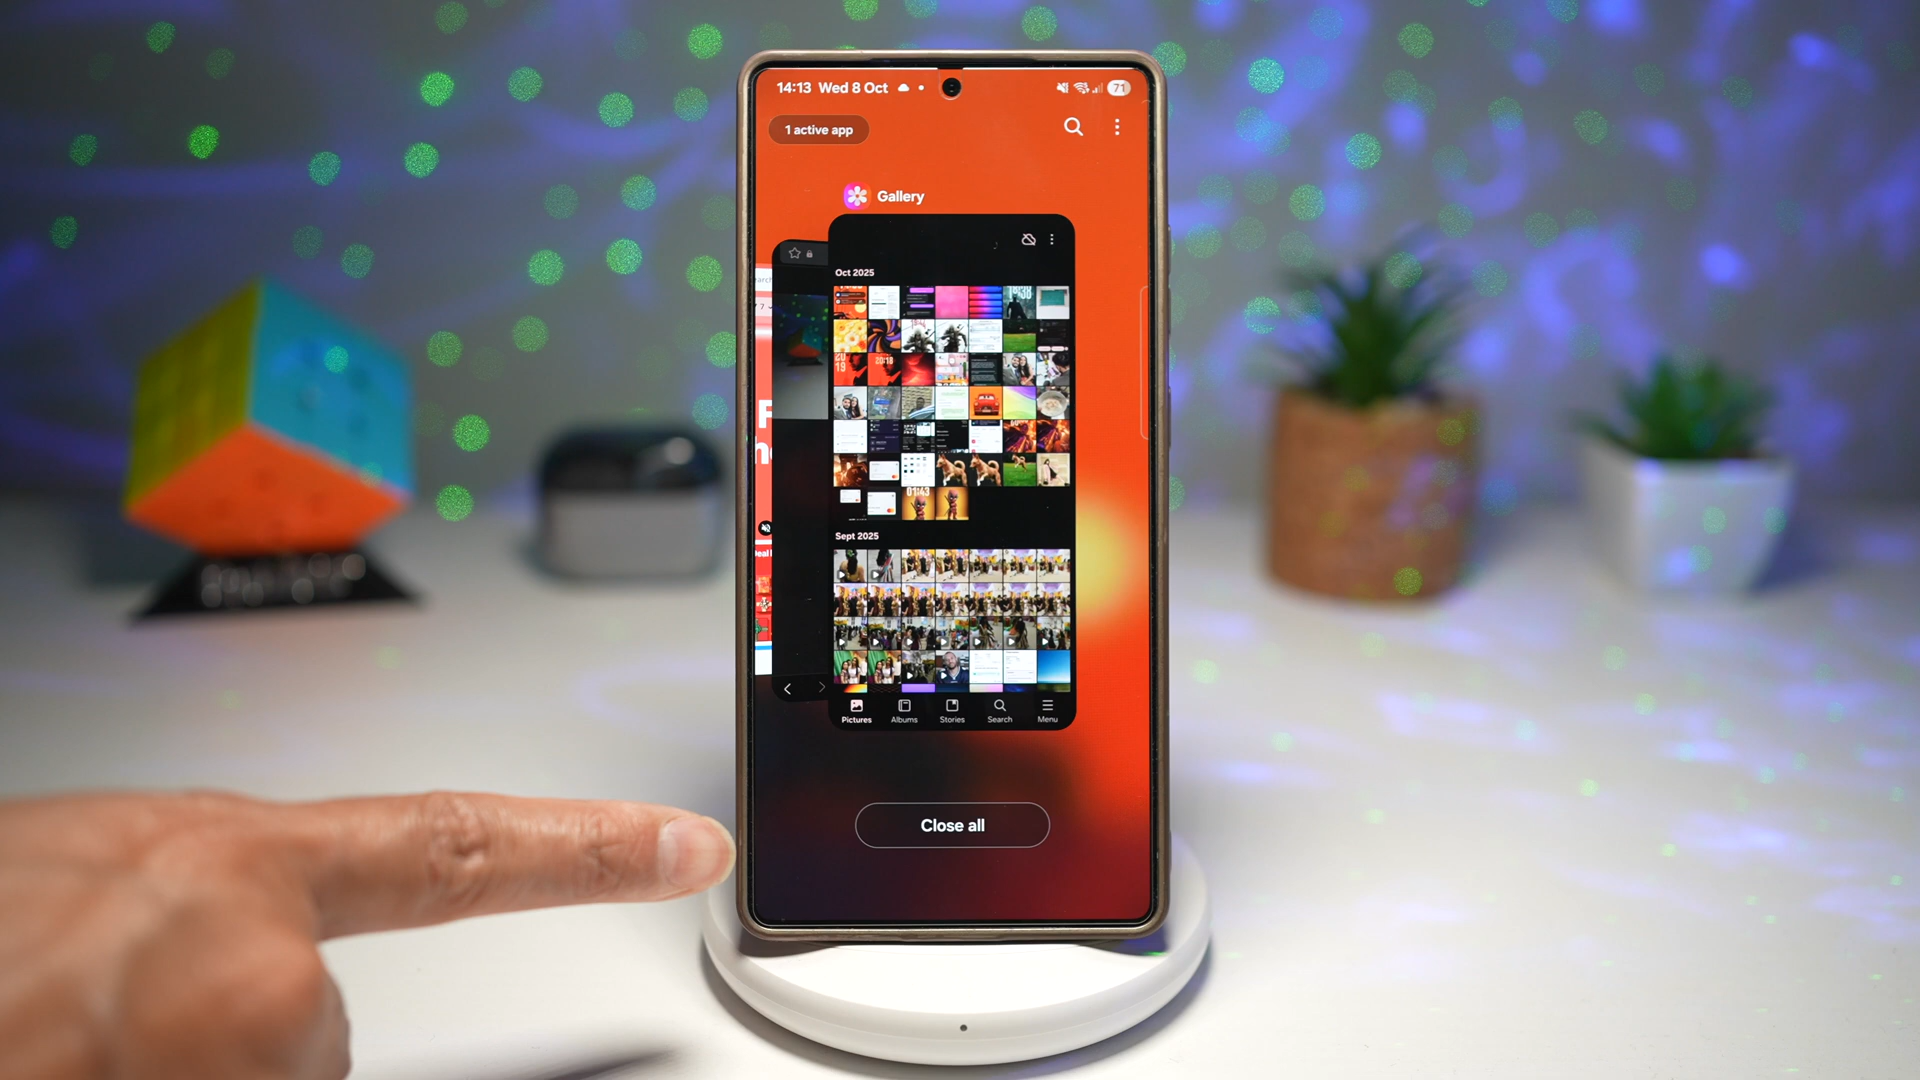 14:13 Wed 8 Oct
71
1 active app
Gallery
Oct 2025
Sept 2025
Pictures
Albums
Stories
Search
Menu
Close all